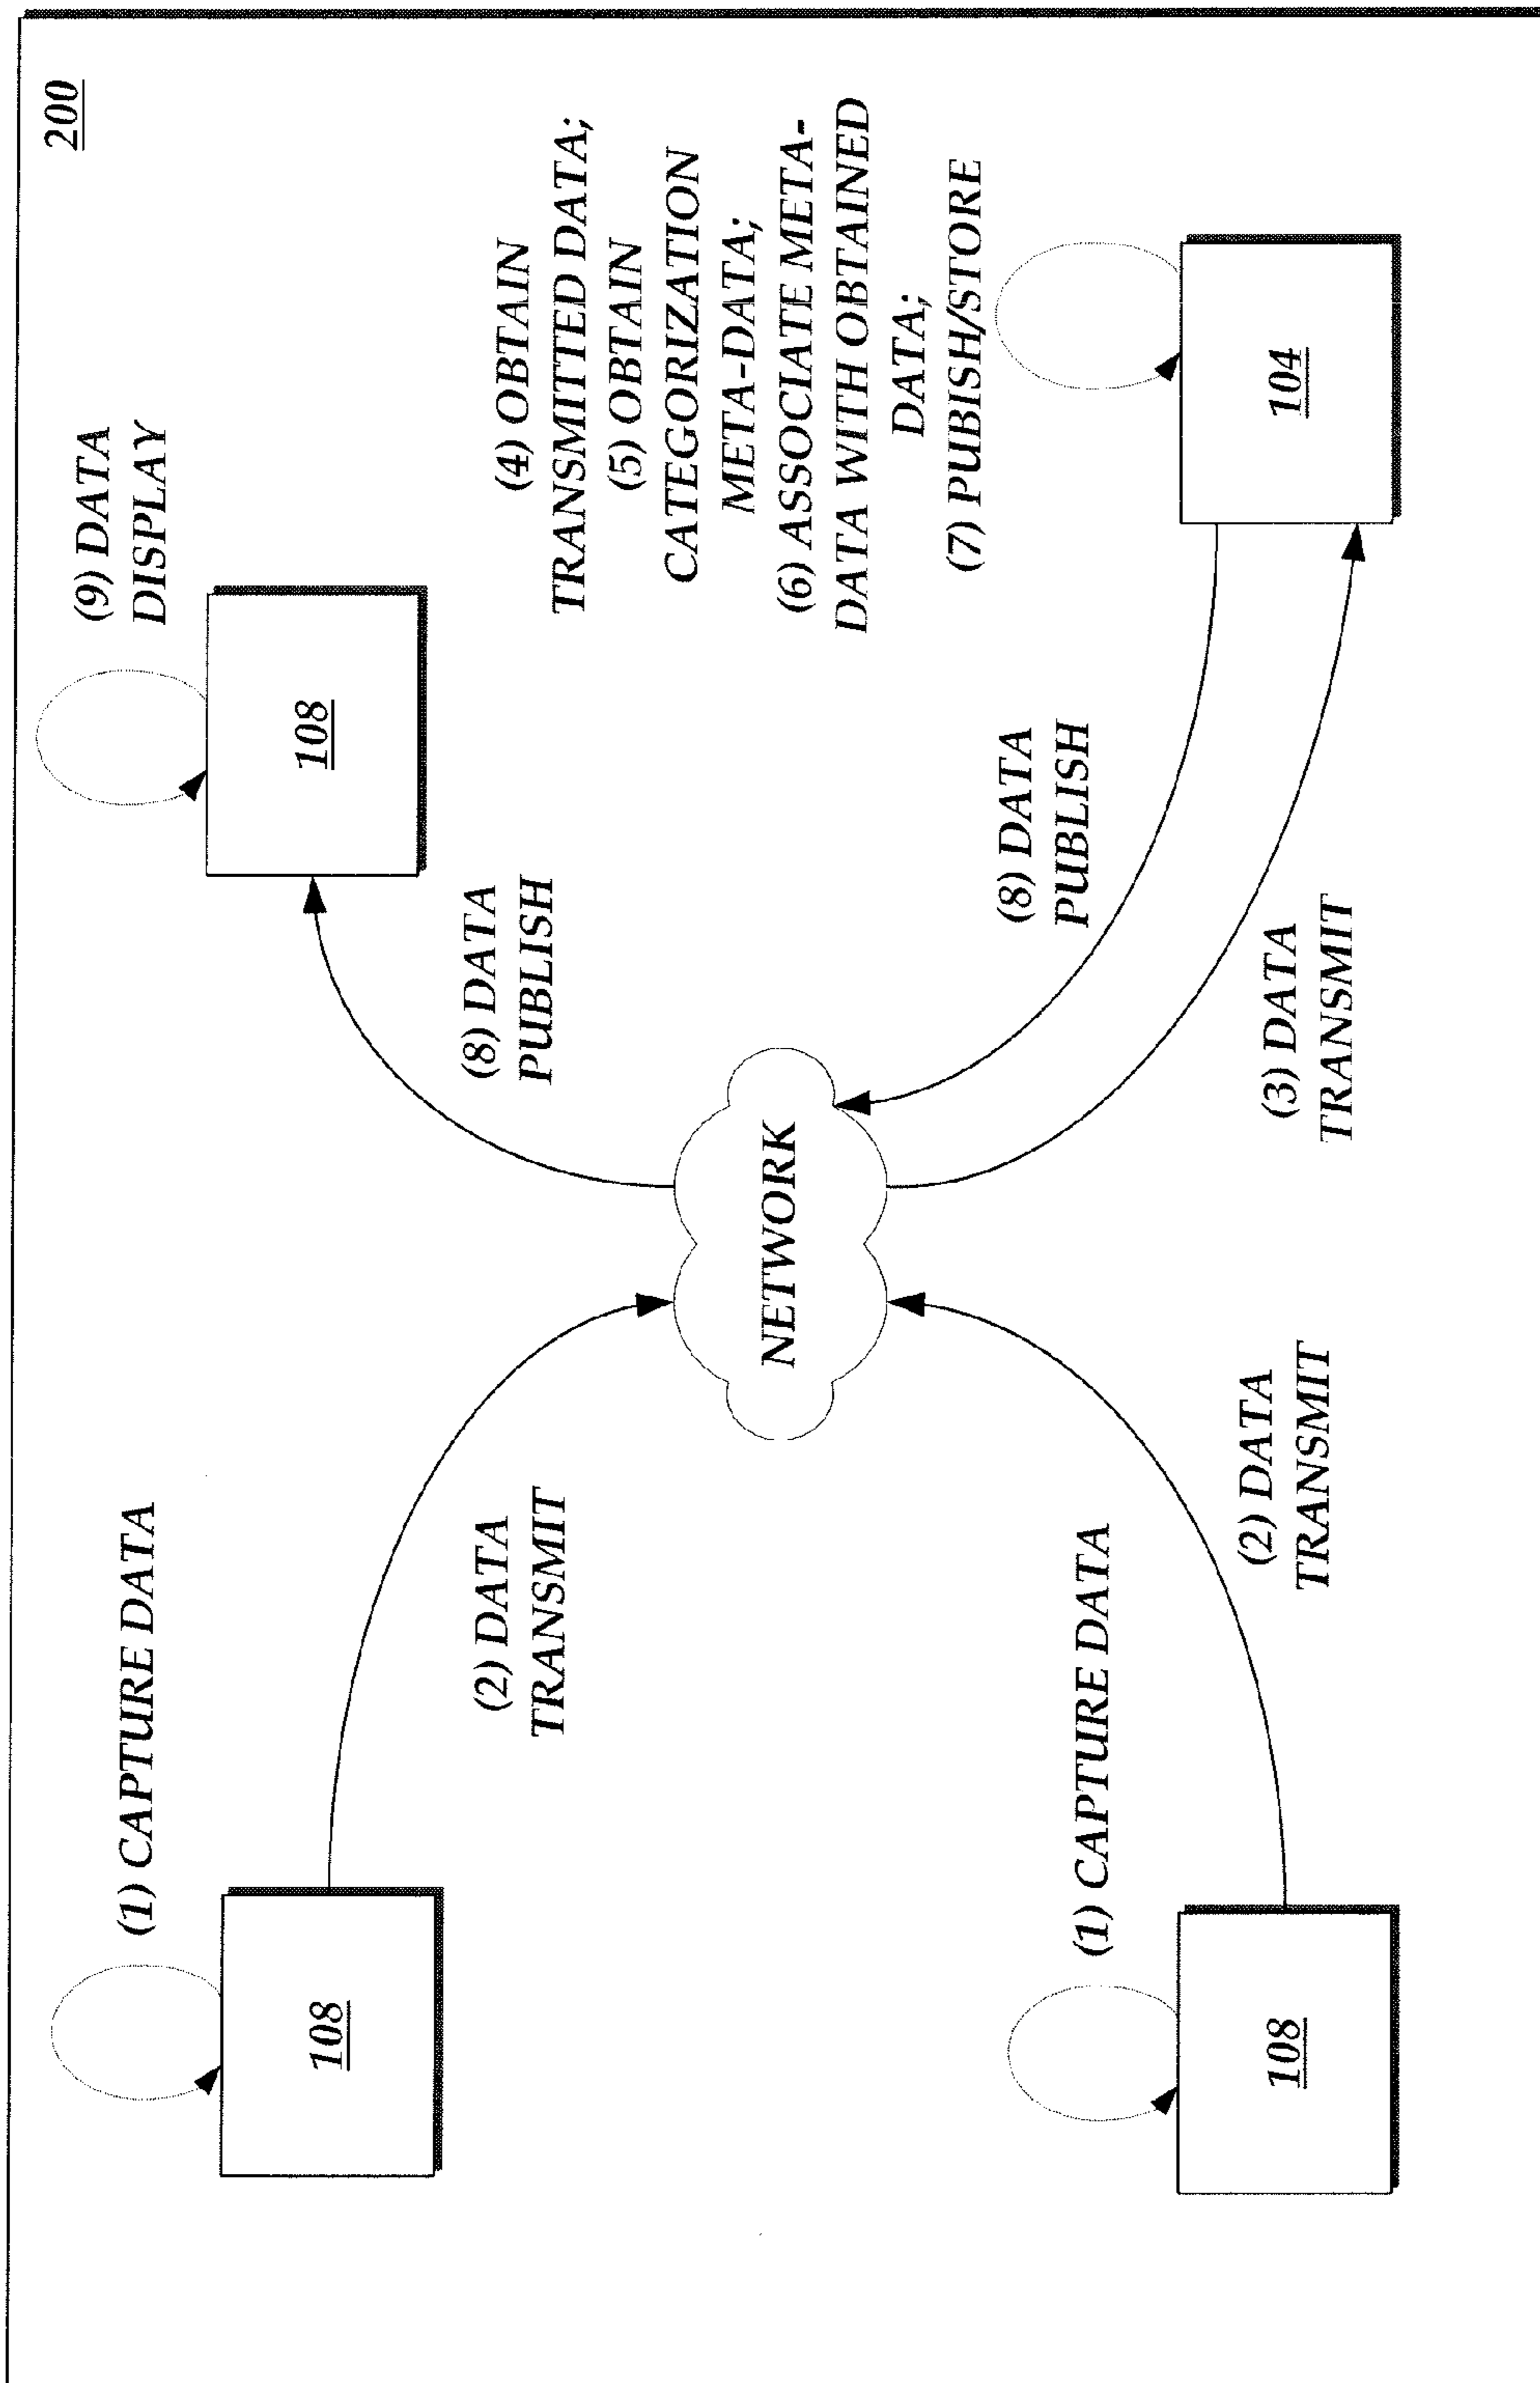 200
(1) CAPTURE DATA
108
(2) DATA
TRANSMIT
(1) CAPTURE DATA
108
(2) DATA
TRANSMIT
NETWORK
(8) DATA
PUBLISH
108
(9) DATA
DISPLAY
(4) OBTAIN
TRANSMITTED DATA;
(5) OBTAIN
CATEGORIZATION
META-DATA;
(6) ASSOCIATE META-
DATA WITH OBTAINED
DATA;
(7) PUBISH/STORE
104
(8) DATA
PUBLISH
(3) DATA
TRANSMIT